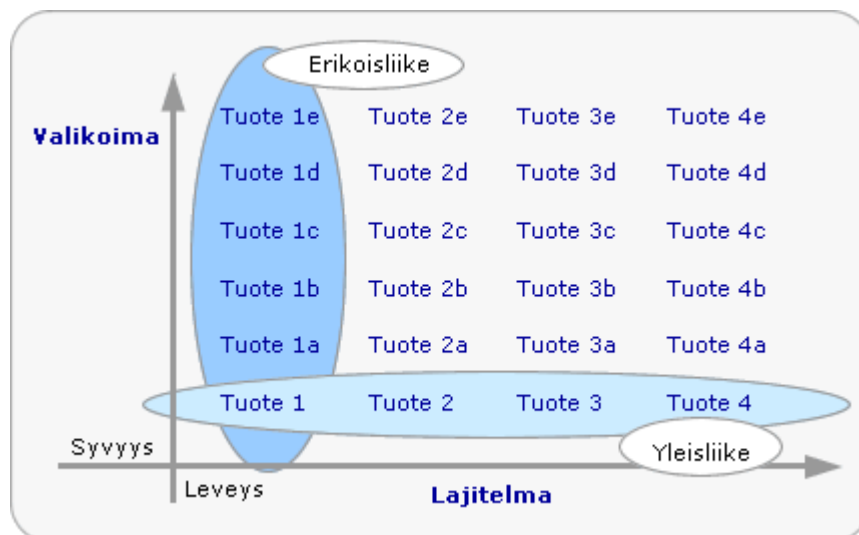 Erikoisliike
Valikoima
Tuote 1e Tuote 2e Tuote 3e Tuote 4e
Tuote 1d Tuote 2d Tuote 3d Tuote 4d
Tuote 1c Tuote 2c Tuote 3c Tuote 4c
Tuote 1b Tuote 2b Tuote 3b Tuote 4b
Tuote 1a Tuote 2a Tuote 3a Tuote 4a
Tuote 1 Tuote 2 Tuote 3 Tuote 4
Syvyys
Yleisliike
Leveys
Lajitelma